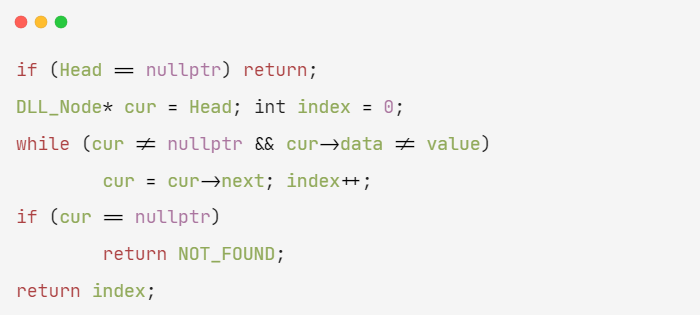 if (Head == nullptr) return;
DLL_Node* cur = Head; int index = 0;
while (cur != nullptr && cur->data != value)
cur = cur->next; index++;
if (cur == nullptr)
return NOT_FOUND;
return index;